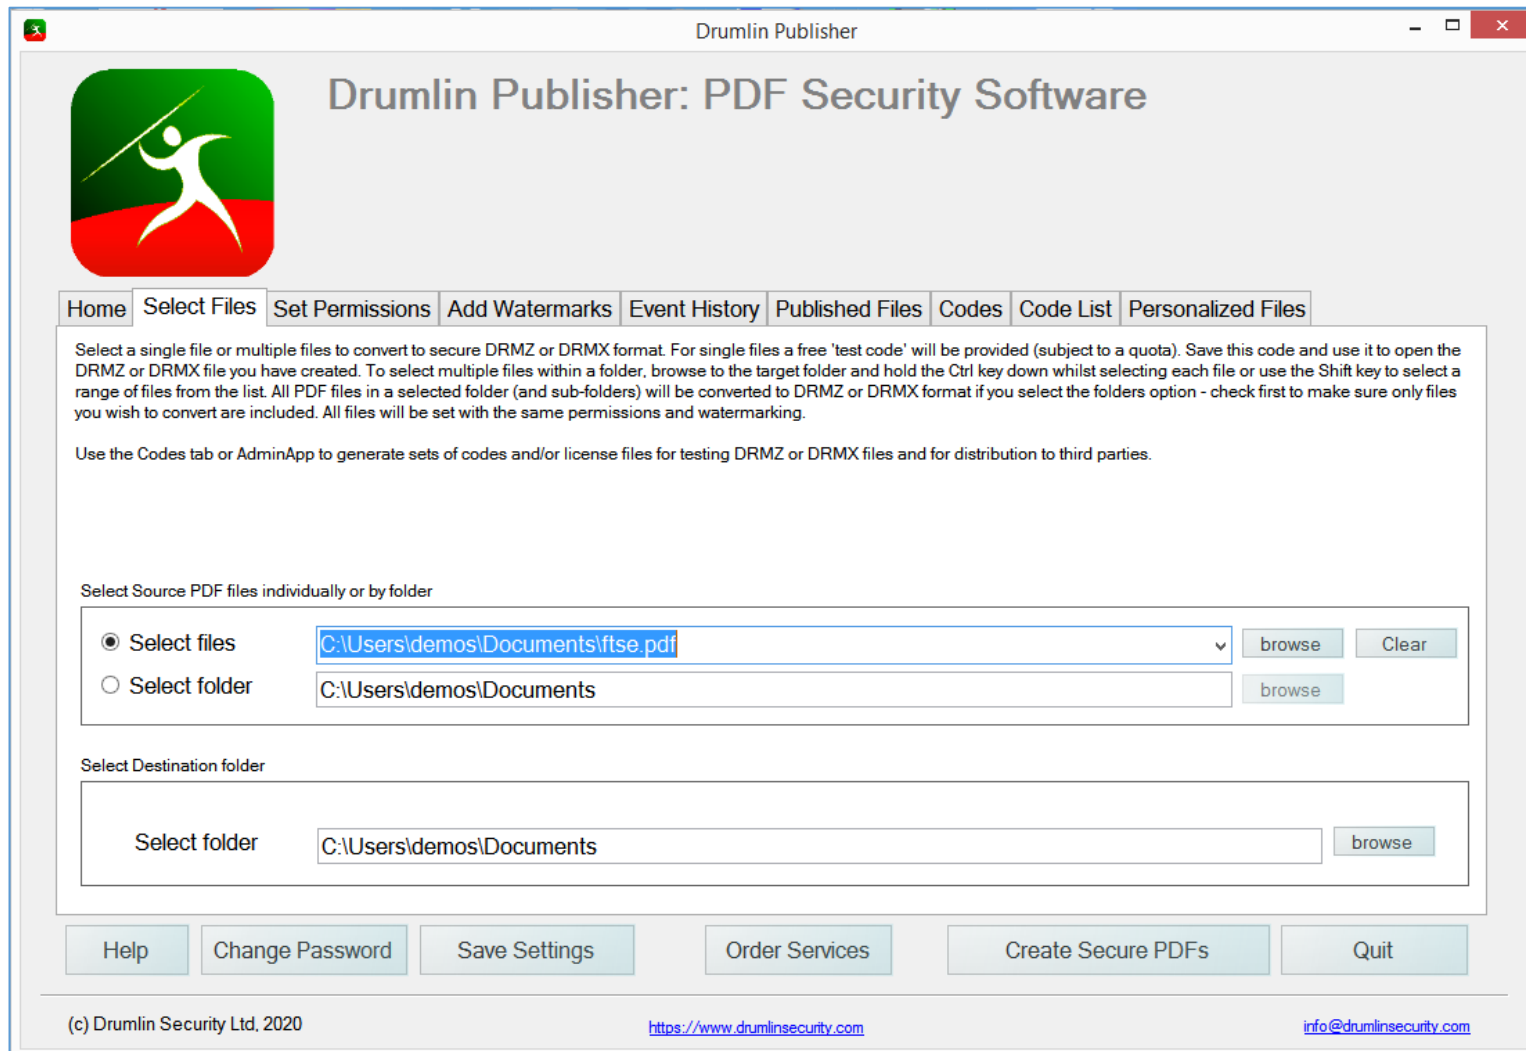 Drumlin Publisher
Drumlin Publisher: PDF Security Software
Home Select Files Set Permissions Add Watermarks Event History Published Files Codes Code List Personalized Files
Select a single file or multiple files to convert to secure DRMZ or DRMX format. For single files a free 'test code' will be provided (subject to a quota). Save this code and use it to open the
DRMZ or DRMX file you have created. To select multiple files within a folder, browse to the target folder and hold the Ctrl key down whilst selecting each file or use the Shift key to select a
range of files from the list. All PDF files in a selected folder (and sub-folders) will be converted to DRMZ or DRMX format if you select the folders option - check first to make sure only files
you wish to convert are included. All files will be set with the same permissions and watermarking.
Use the Codes tab or AdminApp to generate sets of codes and/or license files for testing DRMZ or DRMX files and for distribution to third parties.
Select Source PDF files individually or by folder
Select files C:\Users\demos\Documents\ftse.pdf browse Clear
Select folder C:\Users\demos\Documents browse
Select Destination folder
Select folder C:\Users\demos\Documents browse
Help Change Password Save Settings Order Services Create Secure PDFs Quit
(c) Drumlin Security Ltd, 2020 https://www.drumlinsecurity.com info@drumlinsecurity.com